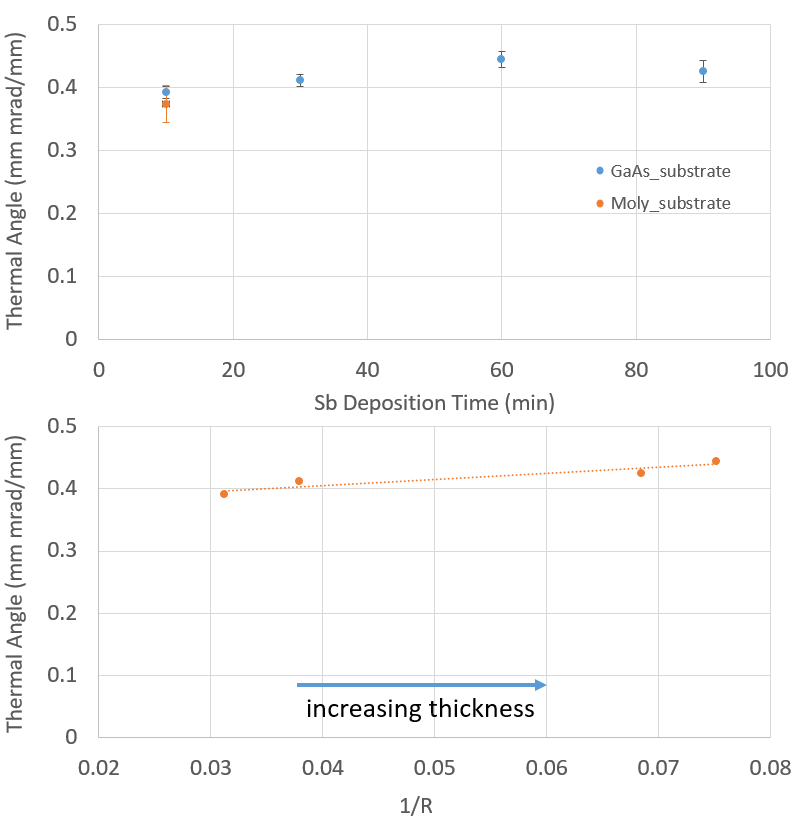 0.5
0.4
0.3
0.2
0.1
0
Thermal Angle (mm mrad/mm)
GaAs_substrate
Moly_substrate
0 20 40 60 80 100
Sb Deposition Time (min)
0.5
0.4
0.3
0.2
0.1
0
Thermal Angle (mm mrad/mm)
increasing thickness
0.02 0.03 0.04 0.05 0.06 0.07 0.08
1/R